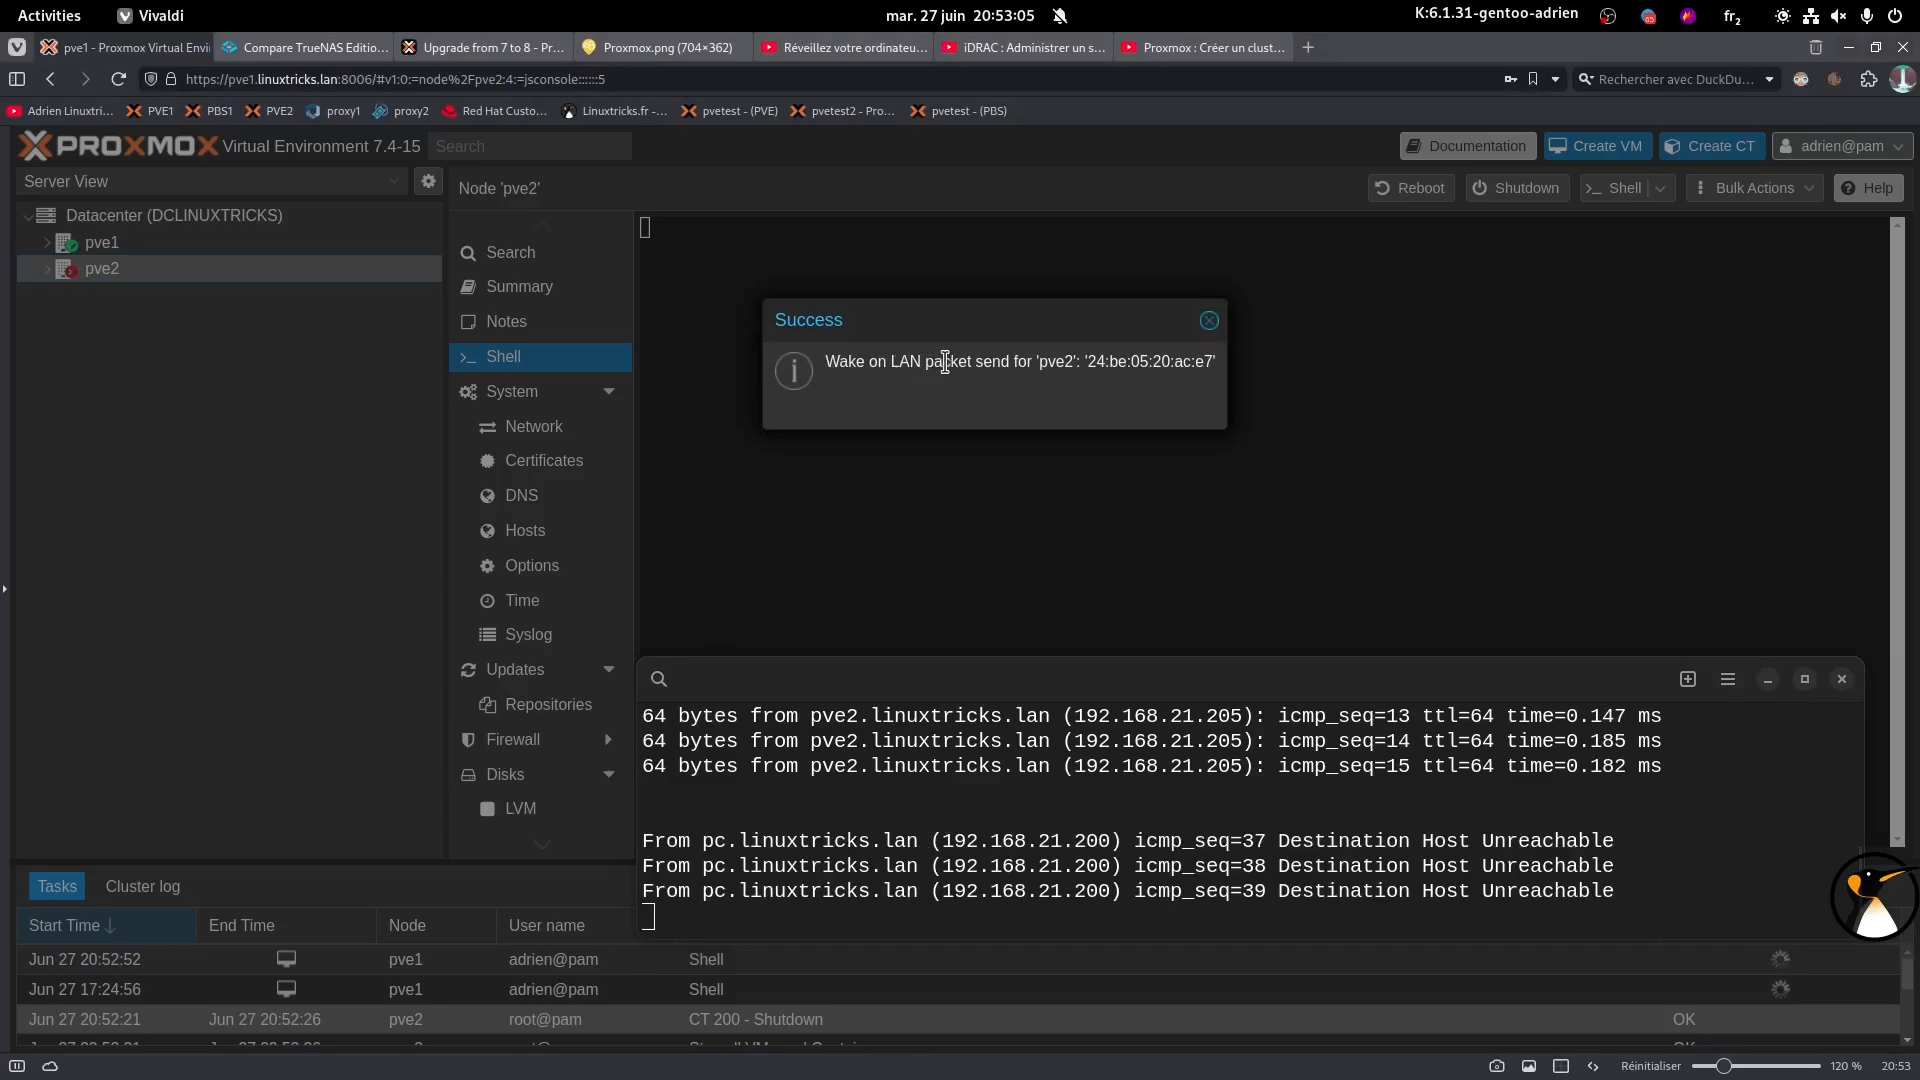 Activities
Vivaldi
mar. 27 juin 20:53:05
K:6.1.31-gentoo-adrien
65
fr₂
pve1 - Proxmox Virtual Envi
Compare TrueNAS Editio...
Upgrade from 7 to 8 - Pr...
Proxmox.png (704×362)
Réveillez votre ordinateu...
iDRAC : Administrer un s...
Proxmox : Créer un clust...
https://pve1.linuxtricks.lan:8006/#v1:0:=node%2Fpve2:4:=jsconsole::::::5
Rechercher avec DuckDu...
Adrien Linuxtri...
PVE1
PBS1
PVE2
proxy1
proxy2
Red Hat Custo...
Linuxtricks.fr -...
pvetest - (PVE)
pvetest2 - Pro...
pvetest - (PBS)
PROXMOX Virtual Environment 7.4-15
Search
Documentation
Create VM
Create CT
adrien@pam
Server View
Node 'pve2'
Reboot
Shutdown
Shell
Bulk Actions
Help
Datacenter (DCLINUXTRICKS)
pve1
pve2
Search
Summary
Notes
Shell
System
Network
Certificates
DNS
Hosts
Options
Time
Syslog
Updates
Repositories
Firewall
Disks
LVM
Success
Wake on LAN packet send for 'pve2': '24:be:05:20:ac:e7'
64 bytes from pve2.linuxtricks.lan (192.168.21.205): icmp_seq=13 ttl=64 time=0.147 ms
64 bytes from pve2.linuxtricks.lan (192.168.21.205): icmp_seq=14 ttl=64 time=0.185 ms
64 bytes from pve2.linuxtricks.lan (192.168.21.205): icmp_seq=15 ttl=64 time=0.182 ms
From pc.linuxtricks.lan (192.168.21.200) icmp_seq=37 Destination Host Unreachable
From pc.linuxtricks.lan (192.168.21.200) icmp_seq=38 Destination Host Unreachable
From pc.linuxtricks.lan (192.168.21.200) icmp_seq=39 Destination Host Unreachable
Tasks
Cluster log
Start Time
End Time
Node
User name
Jun 27 20:52:52
pve1
adrien@pam
Shell
Jun 27 17:24:56
pve1
adrien@pam
Shell
Jun 27 20:52:21
Jun 27 20:52:26
pve2
root@pam
CT 200 - Shutdown
OK
Réinitialiser
120 %
20:53